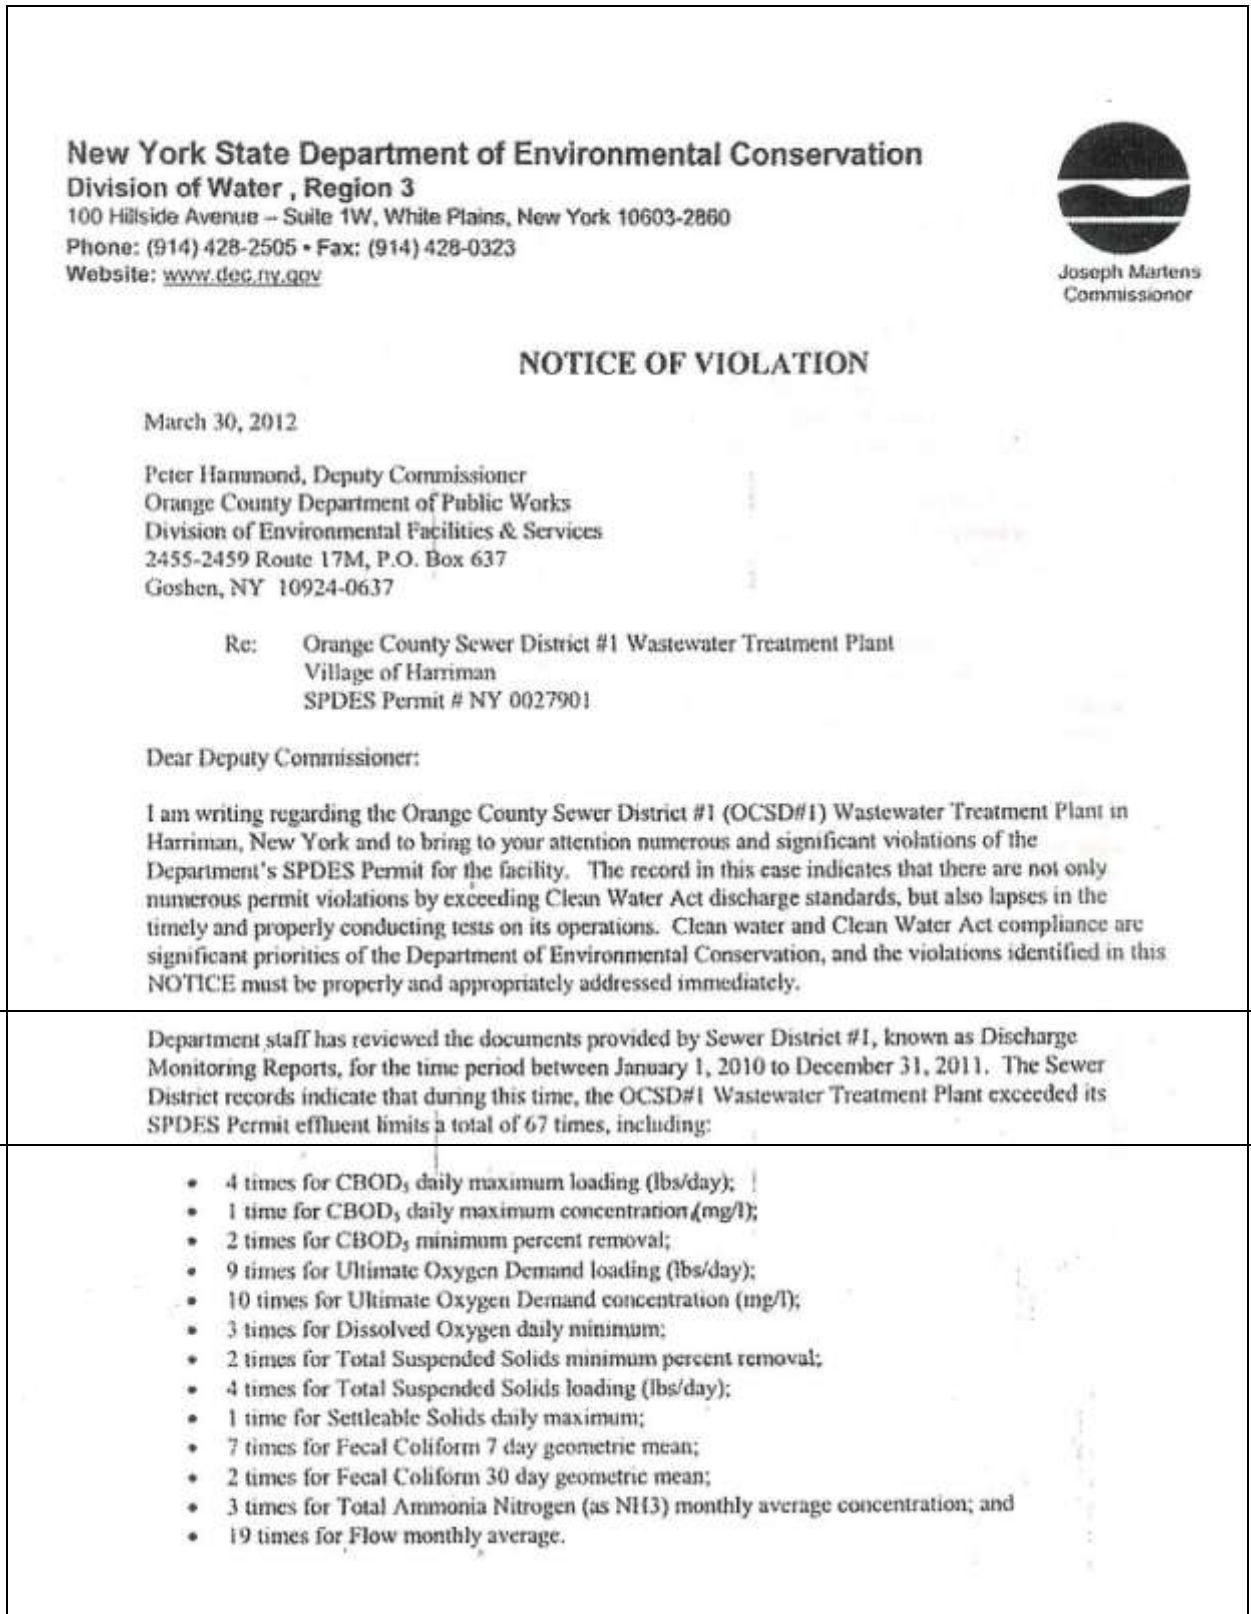 New York State Department of Environmental Conservation
Division of Water , Region 3
100 Hillside Avenue – Suite 1W, White Plains, New York 10603-2860
Phone: (914) 428-2505 • Fax: (914) 428-0323
Website: www.dec.ny.gov
Joseph Martens
Commissioner
NOTICE OF VIOLATION
March 30, 2012
Peter Hammond, Deputy Commissioner
Orange County Department of Public Works
Division of Environmental Facilities & Services
2455-2459 Route 17M, P.O. Box 637
Goshen, NY 10924-0637
Re: Orange County Sewer District #1 Wastewater Treatment Plant
Village of Harriman
SPDES Permit # NY 0027901
Dear Deputy Commissioner:
I am writing regarding the Orange County Sewer District #1 (OCSD#1) Wastewater Treatment Plant in
Harriman, New York and to bring to your attention numerous and significant violations of the
Department's SPDES Permit for the facility. The record in this case indicates that there are not only
numerous permit violations by exceeding Clean Water Act discharge standards, but also lapses in the
timely and properly conducting tests on its operations. Clean water and Clean Water Act compliance are
significant priorities of the Department of Environmental Conservation, and the violations identified in this
NOTICE must be properly and appropriately addressed immediately.
Department staff has reviewed the documents provided by Sewer District #1, known as Discharge
Monitoring Reports, for the time period between January 1, 2010 to December 31, 2011. The Sewer
District records indicate that during this time, the OCSD#1 Wastewater Treatment Plant exceeded its
SPDES Permit effluent limits a total of 67 times, including:
• 4 times for CBOD₅ daily maximum loading (lbs/day);
• 1 time for CBOD₅ daily maximum concentration (mg/l);
• 2 times for CBOD₅ minimum percent removal;
• 9 times for Ultimate Oxygen Demand loading (lbs/day);
• 10 times for Ultimate Oxygen Demand concentration (mg/l);
• 3 times for Dissolved Oxygen daily minimum;
• 2 times for Total Suspended Solids minimum percent removal;
• 4 times for Total Suspended Solids loading (lbs/day);
• 1 time for Settleable Solids daily maximum;
• 7 times for Fecal Coliform 7 day geometric mean;
• 2 times for Fecal Coliform 30 day geometric mean;
• 3 times for Total Ammonia Nitrogen (as NH3) monthly average concentration; and
• 19 times for Flow monthly average.